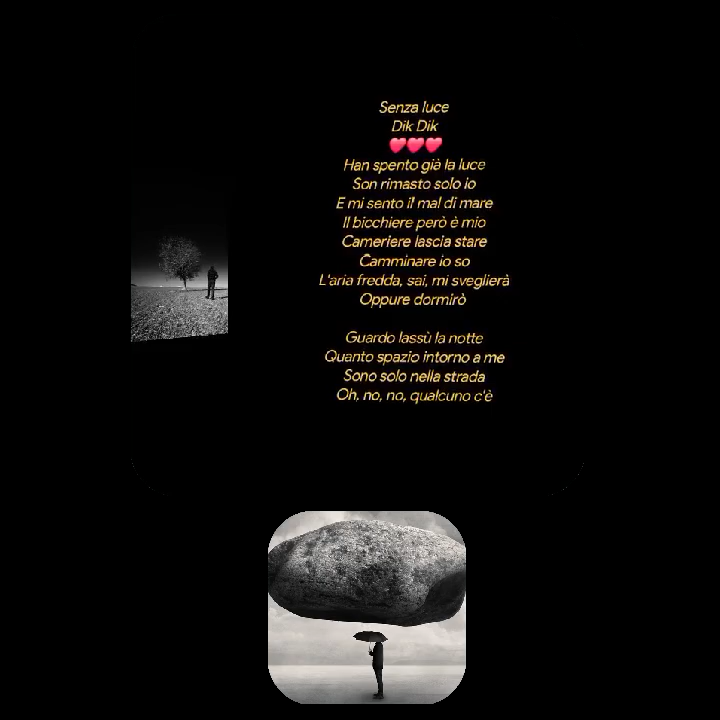 Senza luce
Dik Dik
Han spento già la luce
Son rimasto solo io
E mi sento il mal di mare
Il bicchiere però è mio
Cameriere lascia stare
Camminare io so
L'aria fredda, sai, mi sveglierà
Oppure dormirò
Guardo lassù la notte
Quanto spazio intorno a me
Sono solo nella strada
Oh, no, no, qualcuno c'è